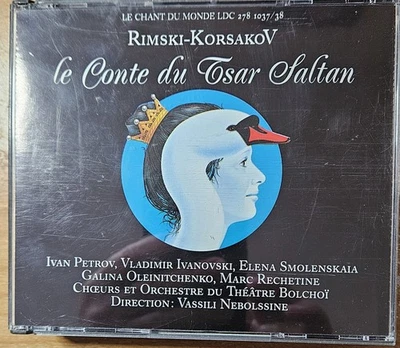 LE CHANT DU MONDE LDC 278 1037/38
RIMSKI-KORSAKOV
le Conte du Tsar Saltan
IVAN PETROV, VLADIMIR IVANOVSKI, ELENA SMOLENSKAIA
GALINA OLEINITCHENKO, MARC RECHETINE
CHŒURS ET ORCHESTRE DU THÉÂTRE BOLCHOÏ
DIRECTION: VASSILI NEBOLSSINE